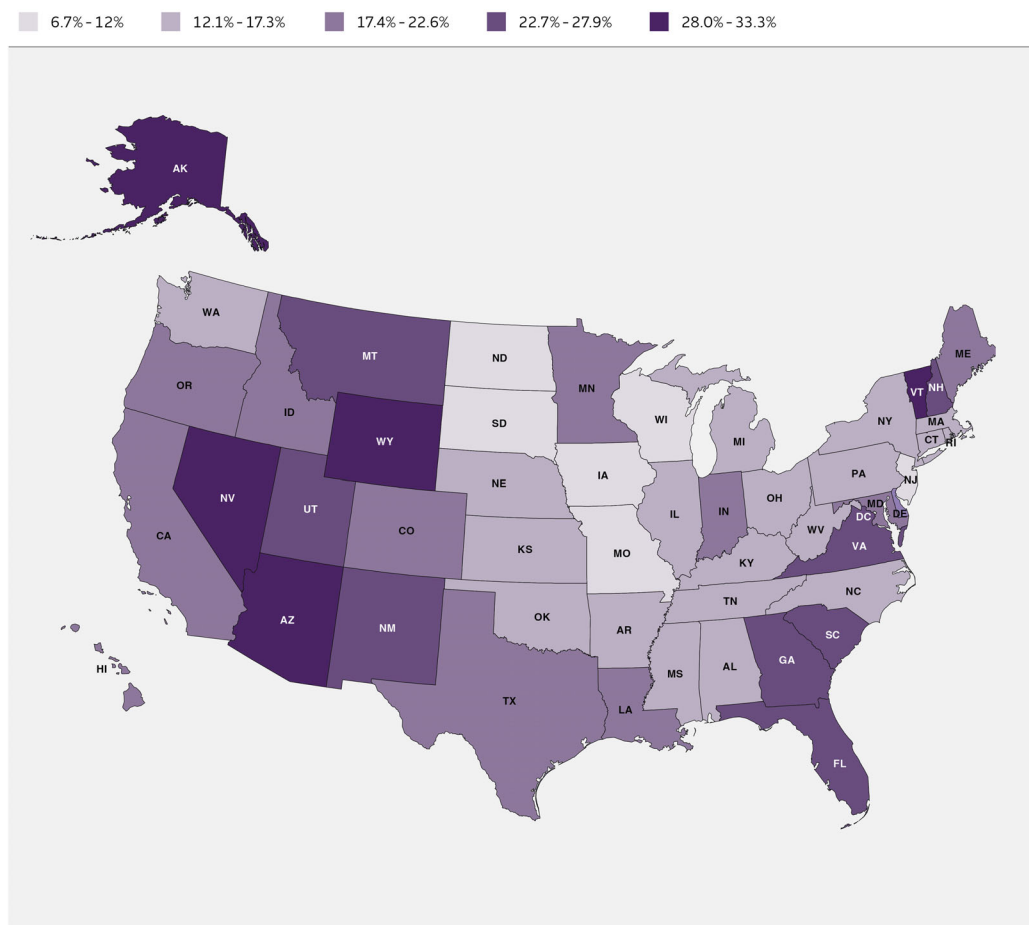 6.7% - 12% 12.1% - 17.3% 17.4% - 22.6% 22.7% - 27.9% 28.0% - 33.3%
AK
WA
MT
ND
MN
ME
OR
ID
SD
WI
VT
NH
WY
MI
NY
MA
CT
RI
NV
UT
NE
IA
PA
NJ
CA
CO
IL
IN
OH
MD
DE
DC
KS
MO
WV
VA
KY
AZ
NM
OK
AR
TN
NC
HI
TX
LA
MS
AL
GA
SC
FL